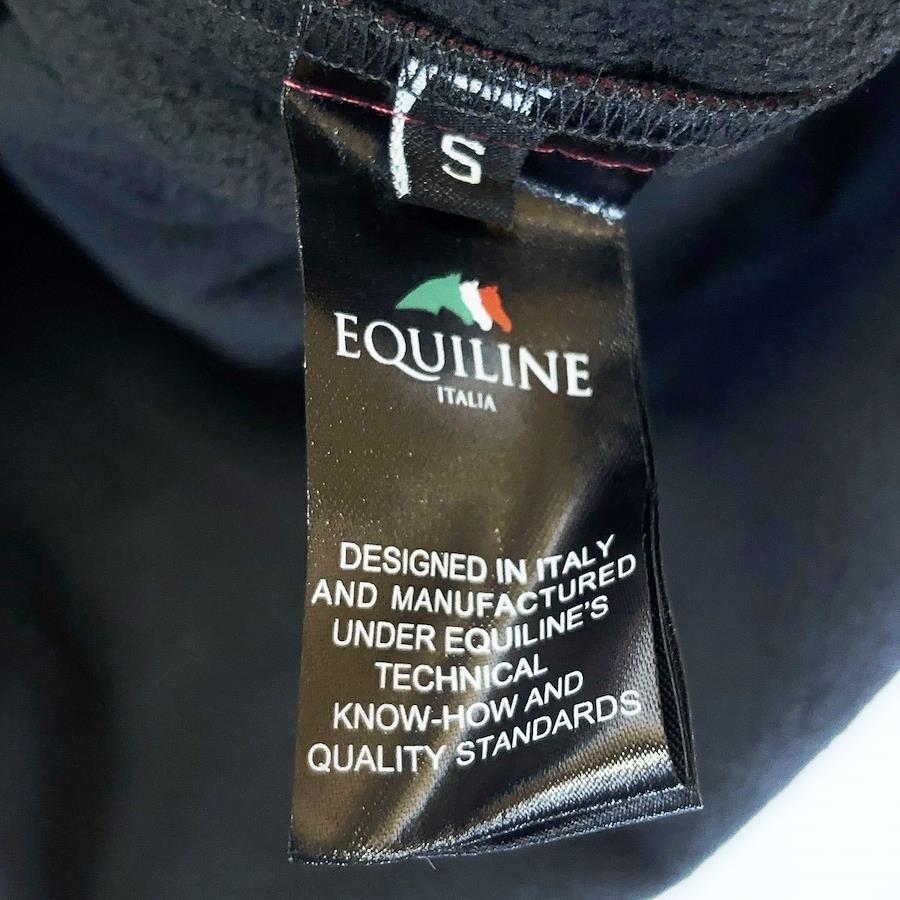 S
EQUILINE
ITALIA
DESIGNED IN ITALY
AND MANUFACTURED
UNDER EQUILINE'S
TECHNICAL
KNOW-HOW AND
QUALITY STANDARDS